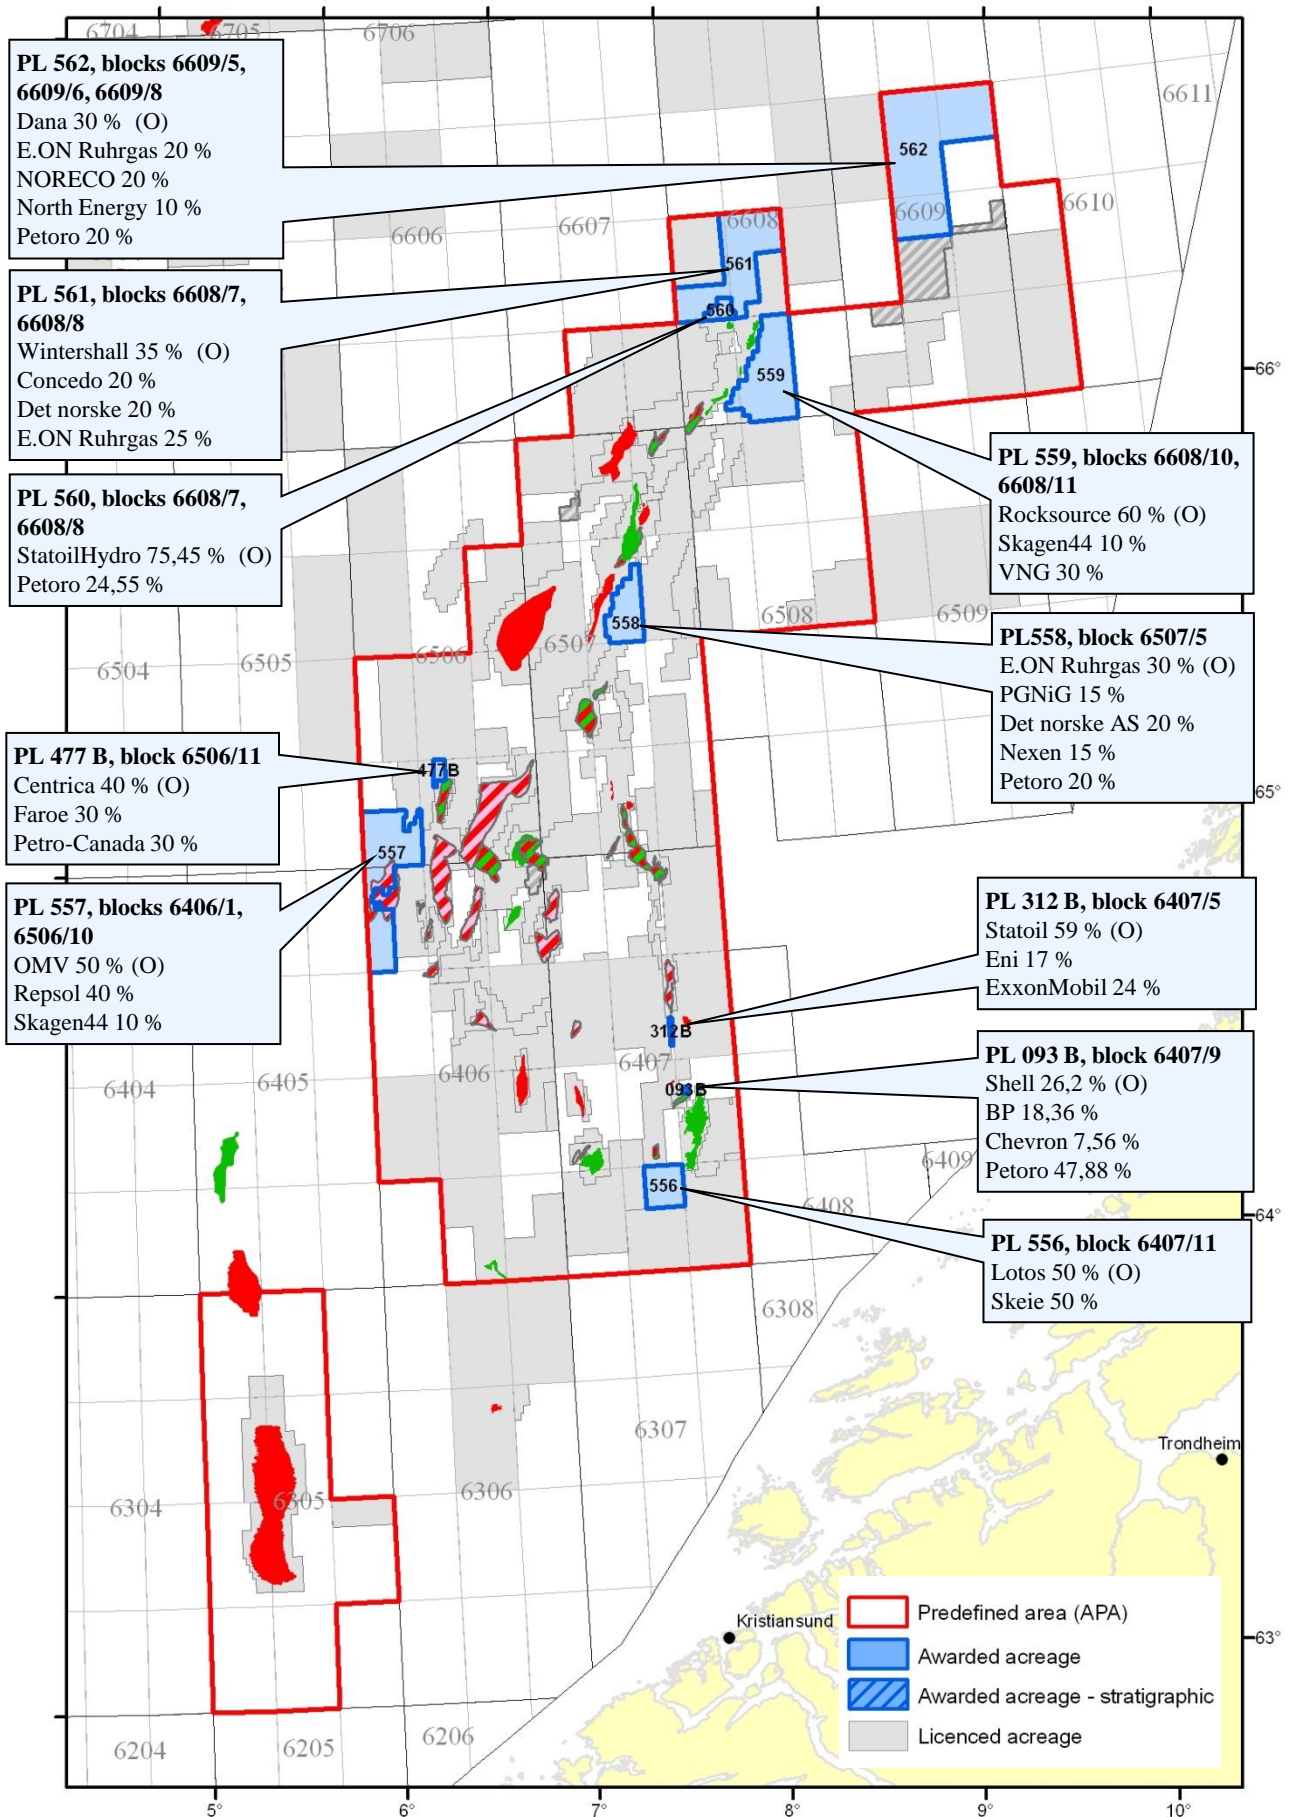 6704
6705
6706
6611
PL 562, blocks 6609/5,
6609/6, 6609/8
Dana 30 % (O)
E.ON Ruhrgas 20 %
NORECO 20 %
North Energy 10 %
Petoro 20 %
562
6609
6610
6606
6607
6608
561
560
559
PL 561, blocks 6608/7,
6608/8
Wintershall 35 % (O)
Concedo 20 %
Det norske 20 %
E.ON Ruhrgas 25 %
66°
PL 560, blocks 6608/7,
6608/8
StatoilHydro 75,45 % (O)
Petoro 24,55 %
PL 559, blocks 6608/10,
6608/11
Rocksource 60 % (O)
Skagen44 10 %
VNG 30 %
6504
6505
6506
6507
558
6508
6509
PL558, block 6507/5
E.ON Ruhrgas 30 % (O)
PGNiG 15 %
Det norske AS 20 %
Nexen 15 %
Petoro 20 %
PL 477 B, block 6506/11
Centrica 40 % (O)
Faroe 30 %
Petro-Canada 30 %
477B
65°
557
PL 557, blocks 6406/1,
6506/10
OMV 50 % (O)
Repsol 40 %
Skagen44 10 %
PL 312 B, block 6407/5
Statoil 59 % (O)
Eni 17 %
ExxonMobil 24 %
312B
6404
6405
6406
6407
093B
PL 093 B, block 6407/9
Shell 26,2 % (O)
BP 18,36 %
Chevron 7,56 %
Petoro 47,88 %
6409
556
6408
64°
PL 556, block 6407/11
Lotos 50 % (O)
Skeie 50 %
6308
6307
6304
6305
6306
Trondheim
Kristiansund
63°
Predefined area (APA)
Awarded acreage
Awarded acreage - stratigraphic
Licenced acreage
6204
6205
6206
5°
6°
7°
8°
9°
10°